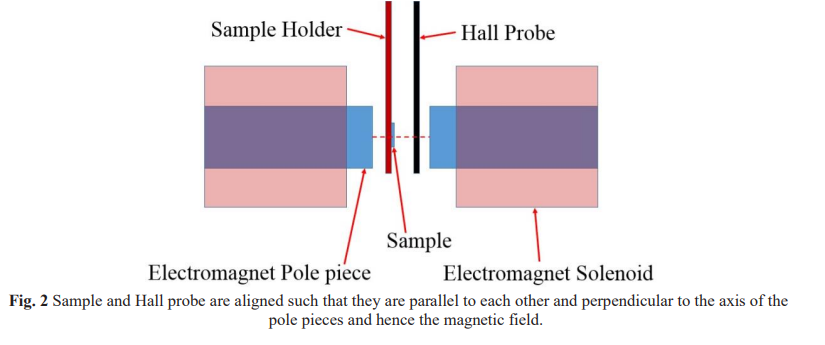 Sample Holder
Hall Probe
Sample
Electromagnet Pole piece
Electromagnet Solenoid
Fig. 2 Sample and Hall probe are aligned such that they are parallel to each other and perpendicular to the axis of the
pole pieces and hence the magnetic field.